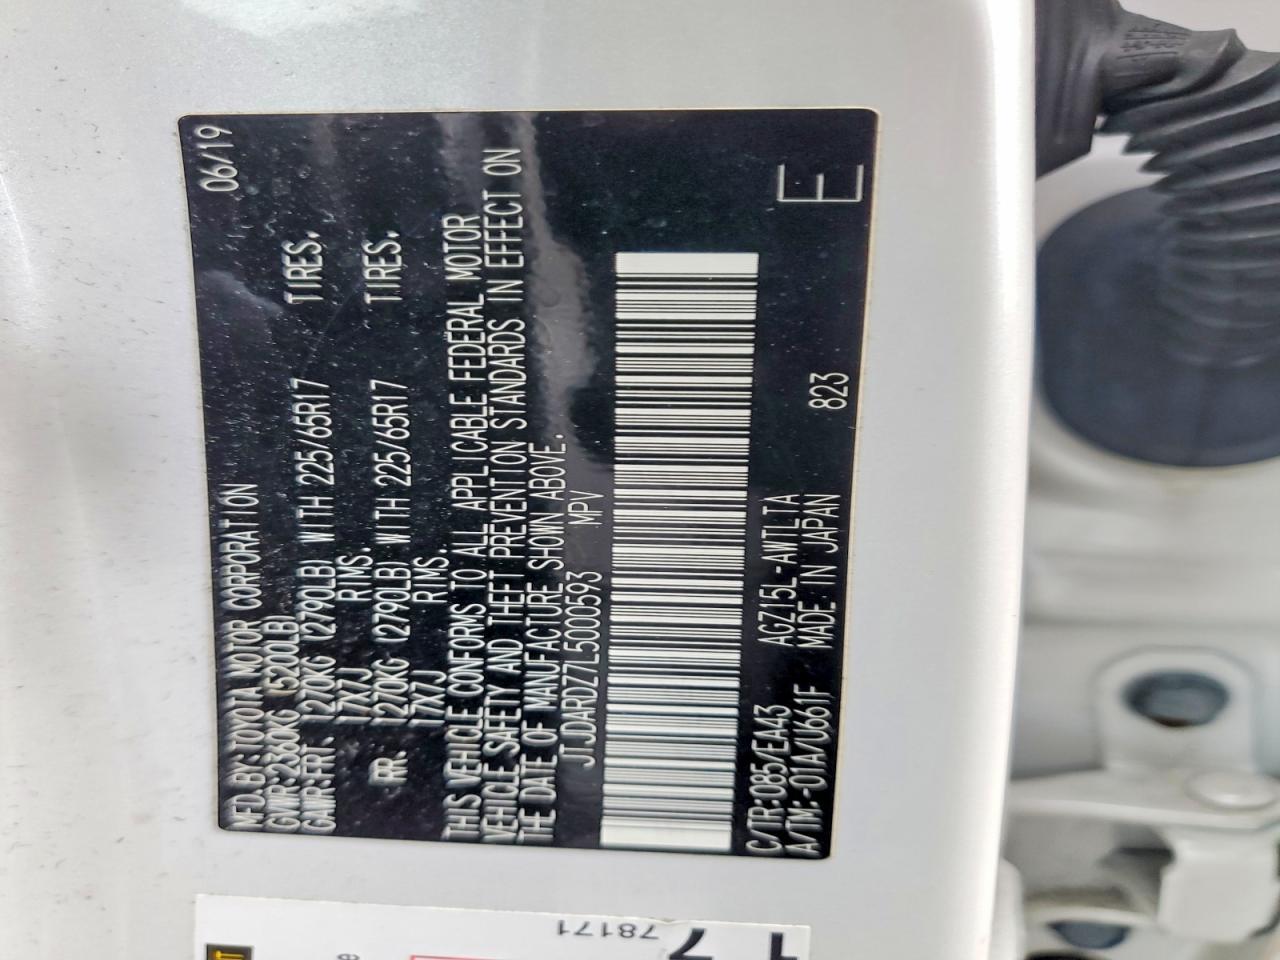 MFD.BY:TOYOTA MOTOR CORPORATION 06/19
GVWR:2360KG (5200LB)
GAWR:FRT. 1270KG (2790LB) WITH 225/65R17 TIRES.
17X7J RIMS.
RR. 1270KG (2790LB) WITH 225/65R17 TIRES.
17X7J RIMS.
THIS VEHICLE CONFORMS TO ALL APPLICABLE FEDERAL MOTOR
VEHICLE SAFETY AND THEFT PREVENTION STANDARDS IN EFFECT ON
THE DATE OF MANUFACTURE SHOWN ABOVE.
JTJDARDZ7L5000593 MPV
C/TR:085/EA43 AGZ15L-AWTLTA
A/TM:-01A/U661F MADE IN JAPAN 823 E
78171
17